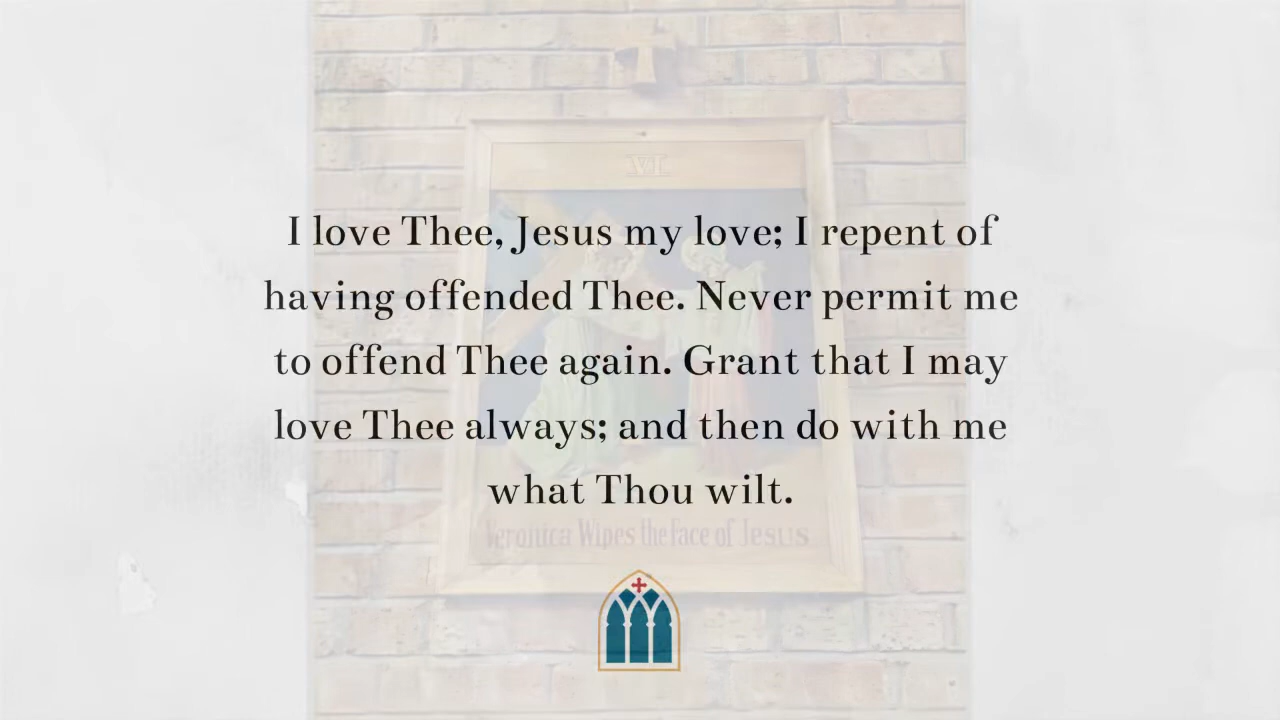 VI
I love Thee, Jesus my love; I repent of
having offended Thee. Never permit me
to offend Thee again. Grant that I may
love Thee always; and then do with me
what Thou wilt.
Veronica Wipes the face of Jesus